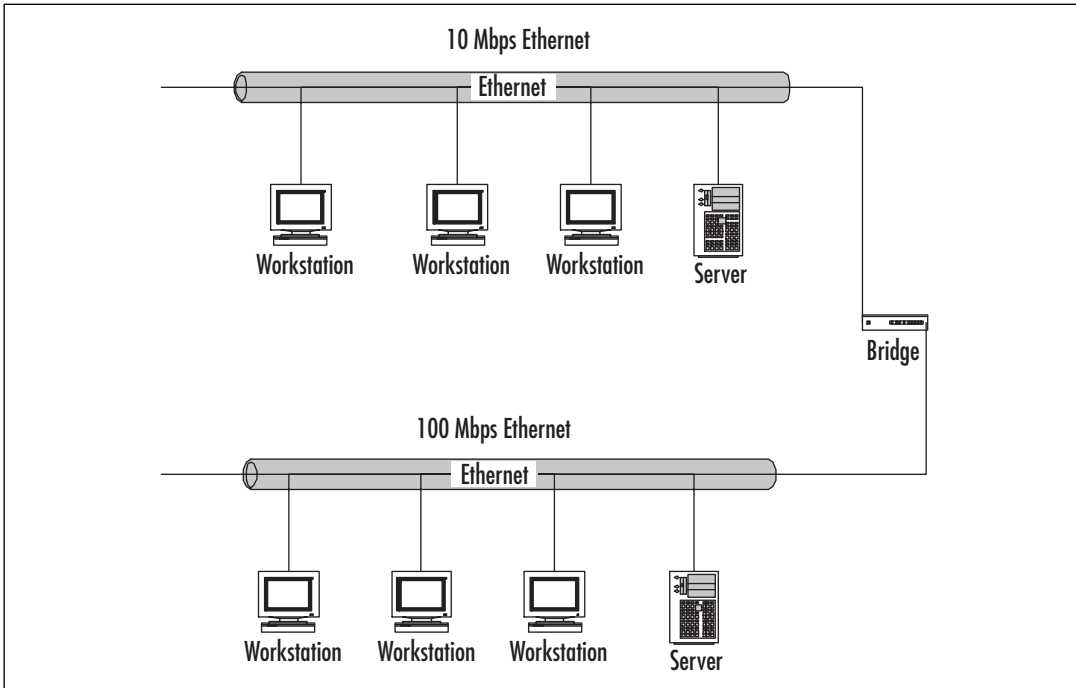 10 Mbps Ethernet
Ethernet
Workstation
Workstation
Workstation
Server
Bridge
100 Mbps Ethernet
Ethernet
Workstation
Workstation
Workstation
Server